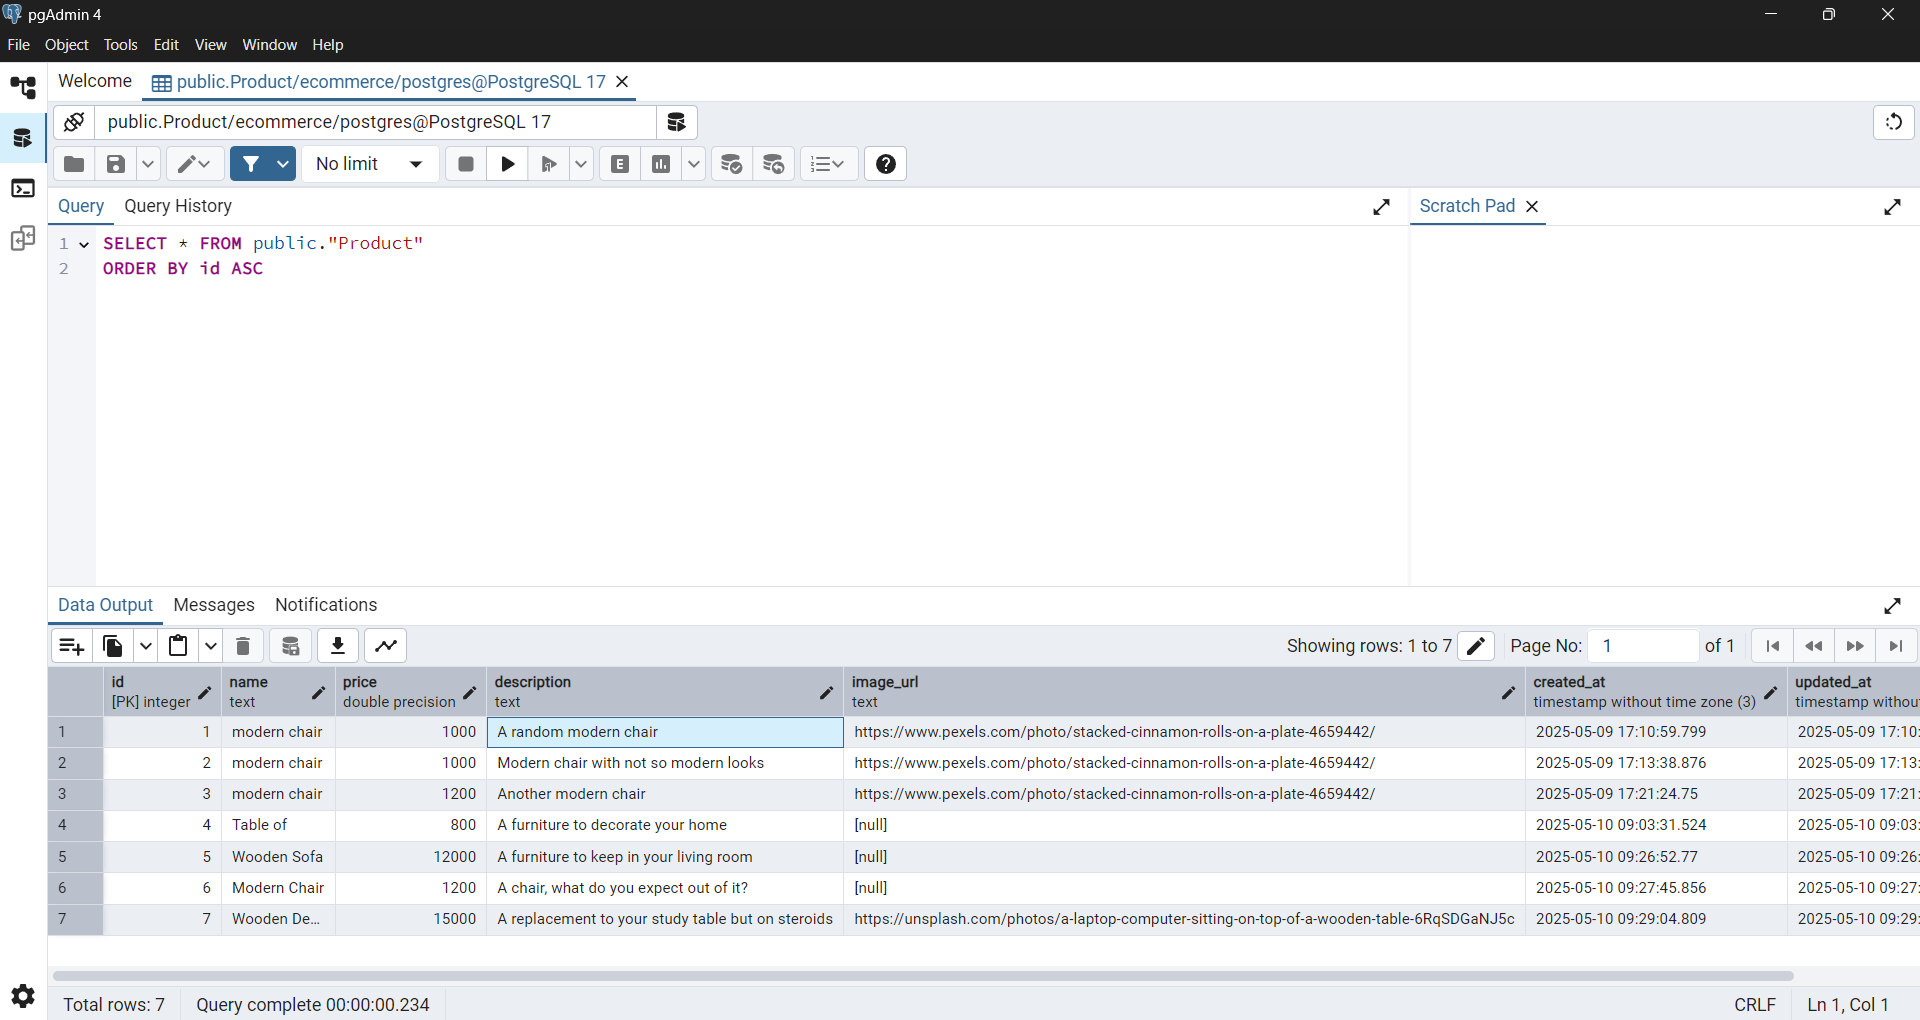 pgAdmin 4
File Object Tools Edit View Window Help
Welcome public.Product/ecommerce/postgres@PostgreSQL 17
public.Product/ecommerce/postgres@PostgreSQL 17
No limit E
Query Query History Scratch Pad
1 SELECT * FROM public."Product"
2 ORDER BY id ASC
Data Output Messages Notifications
Showing rows: 1 to 7 Page No: 1 of 1
id name price description image_url created_at updated_at
[PK] integer text double precision text text timestamp without time zone (3) timestamp withou
1 1 modern chair 1000 A random modern chair https://www.pexels.com/photo/stacked-cinnamon-rolls-on-a-plate-4659442/ 2025-05-09 17:10:59.799 2025-05-09 17:10:
2 2 modern chair 1000 Modern chair with not so modern looks https://www.pexels.com/photo/stacked-cinnamon-rolls-on-a-plate-4659442/ 2025-05-09 17:13:38.876 2025-05-09 17:13:
3 3 modern chair 1200 Another modern chair https://www.pexels.com/photo/stacked-cinnamon-rolls-on-a-plate-4659442/ 2025-05-09 17:21:24.75 2025-05-09 17:21:
4 4 Table of 800 A furniture to decorate your home [null] 2025-05-10 09:03:31.524 2025-05-10 09:03:
5 5 Wooden Sofa 12000 A furniture to keep in your living room [null] 2025-05-10 09:26:52.77 2025-05-10 09:26:
6 6 Modern Chair 1200 A chair, what do you expect out of it? [null] 2025-05-10 09:27:45.856 2025-05-10 09:27:
7 7 Wooden De... 15000 A replacement to your study table but on steroids https://unsplash.com/photos/a-laptop-computer-sitting-on-top-of-a-wooden-table-6RqSDGaNJ5c 2025-05-10 09:29:04.809 2025-05-10 09:29:
Total rows: 7 Query complete 00:00:00.234 CRLF Ln 1, Col 1